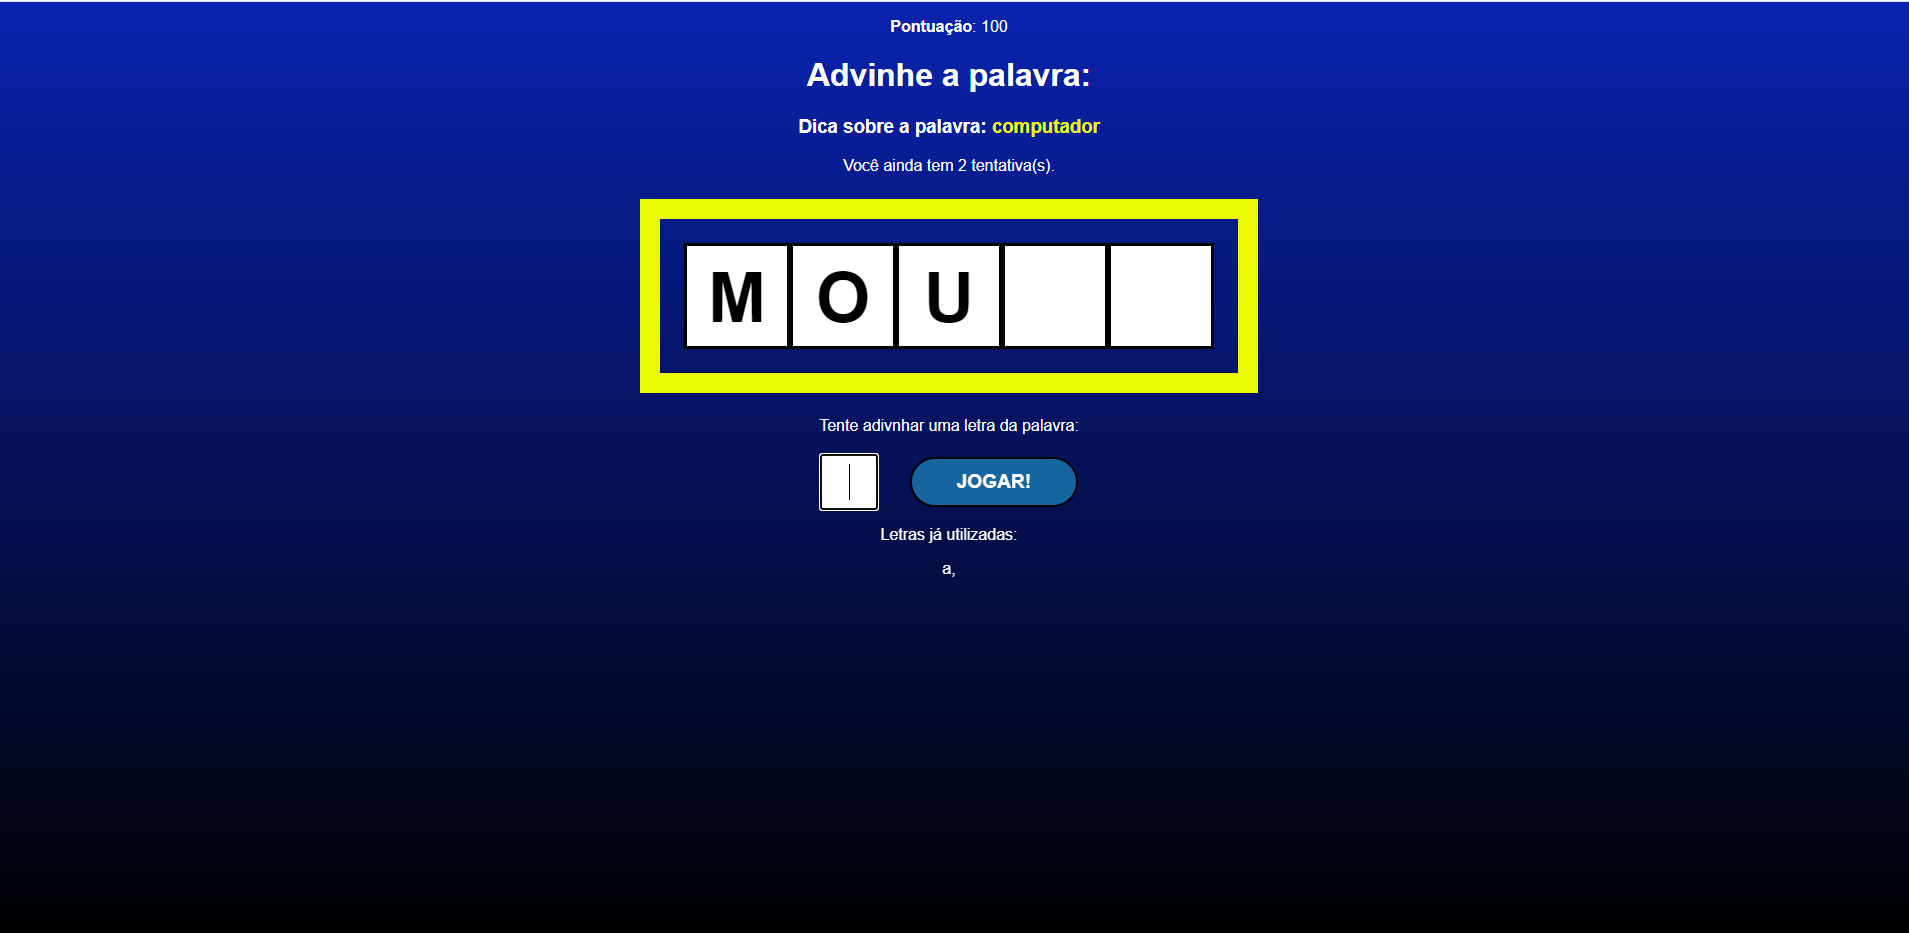 Pontuação: 100
Advinhe a palavra:
Dica sobre a palavra: computador
Você ainda tem 2 tentativa(s).
M O U
Tente adivnhar uma letra da palavra:
JOGAR!
Letras já utilizadas:
a,